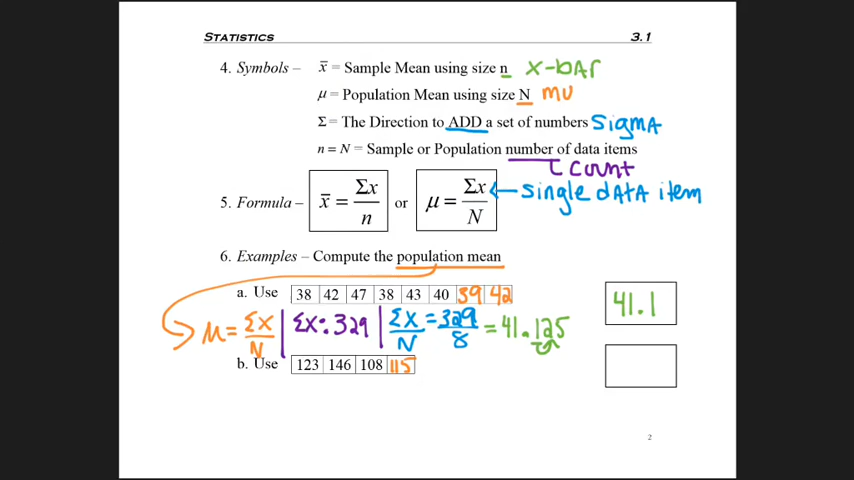 STATISTICS 3.1
4. Symbols – x̄ = Sample Mean using size n x-bAr
μ = Population Mean using size N mu
Σ = The Direction to ADD a set of numbers SigmA
n = N = Sample or Population number of data items
Count
5. Formula – x̄ = Σx/n or μ = Σx/N ← single dAtA item
6. Examples – Compute the population mean
a. Use 38 42 47 38 43 40 39 42 41.1
μ = Σx/N | Σx: 329 | Σx/N = 329/8 = 41.125
b. Use 123 146 108 115
2